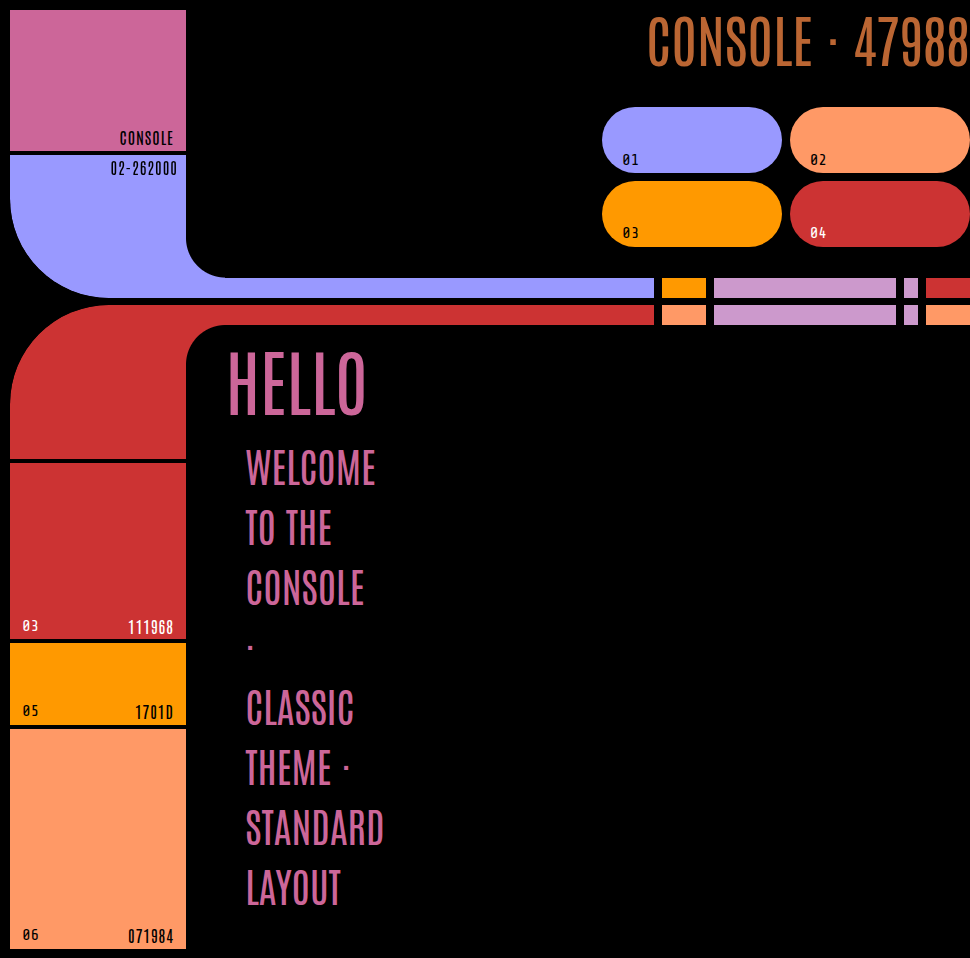 CONSOLE · 47988
CONSOLE
02-262000
01
02
03
04
HELLO
WELCOME
TO THE
CONSOLE
·
CLASSIC
THEME ·
STANDARD
LAYOUT
03 111968
05 1701D
06 071984